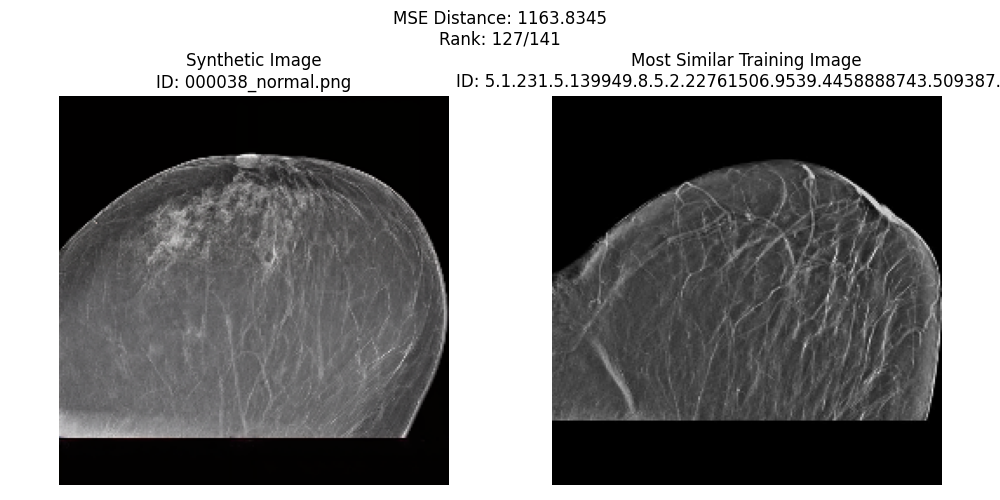 MSE Distance: 1163.8345
Rank: 127/141
Synthetic Image
ID: 000038_normal.png
Most Similar Training Image
ID: 5.1.231.5.139949.8.5.2.22761506.9539.4458888743.509387.